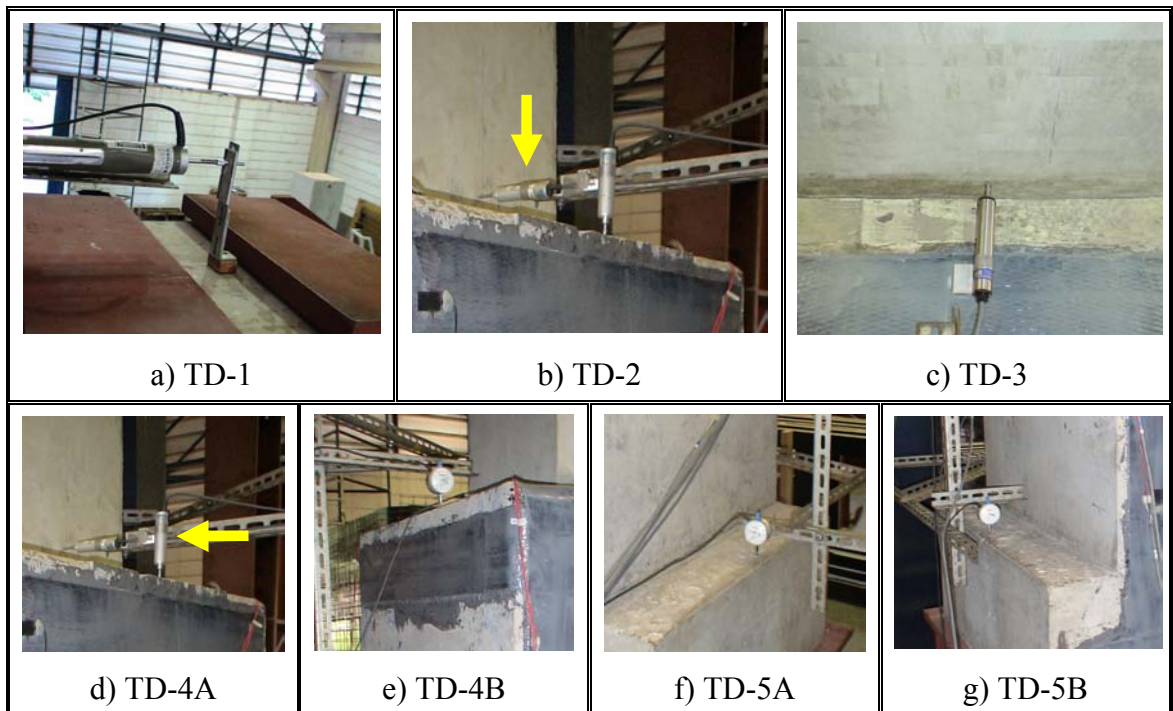 a) TD-1
b) TD-2
c) TD-3
d) TD-4A
e) TD-4B
f) TD-5A
g) TD-5B